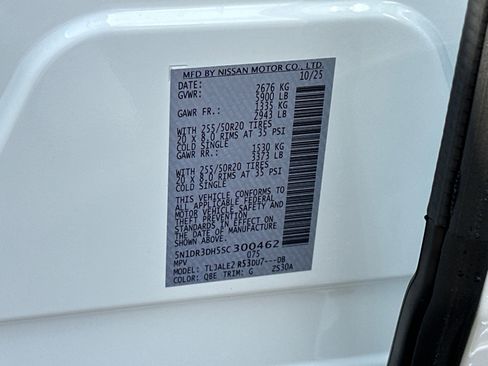 MFD BY NISSAN MOTOR CO., LTD.
DATE: 10/25
GVWR: 2676 KG
5900 LB
GAWR FR.: 1335 KG
2943 LB
WITH 255/50R20 TIRES
20 X 8.0 RIMS AT 35 PSI
COLD SINGLE
GAWR RR.: 1530 KG
3373 LB
WITH 255/50R20 TIRES
20 X 8.0 RIMS AT 35 PSI
COLD SINGLE
THIS VEHICLE CONFORMS TO
ALL APPLICABLE FEDERAL
MOTOR VEHICLE SAFETY AND
THEFT PREVENTION
STANDARDS IN EFFECT ON
THE DATE OF MANUFACTURE
SHOWN ABOVE.
5N1DR3DH5SC300462
MPV 075
MODEL: TLJALEZ R53DU7---DB
COLOR: QBE TRIM: G ZS30A